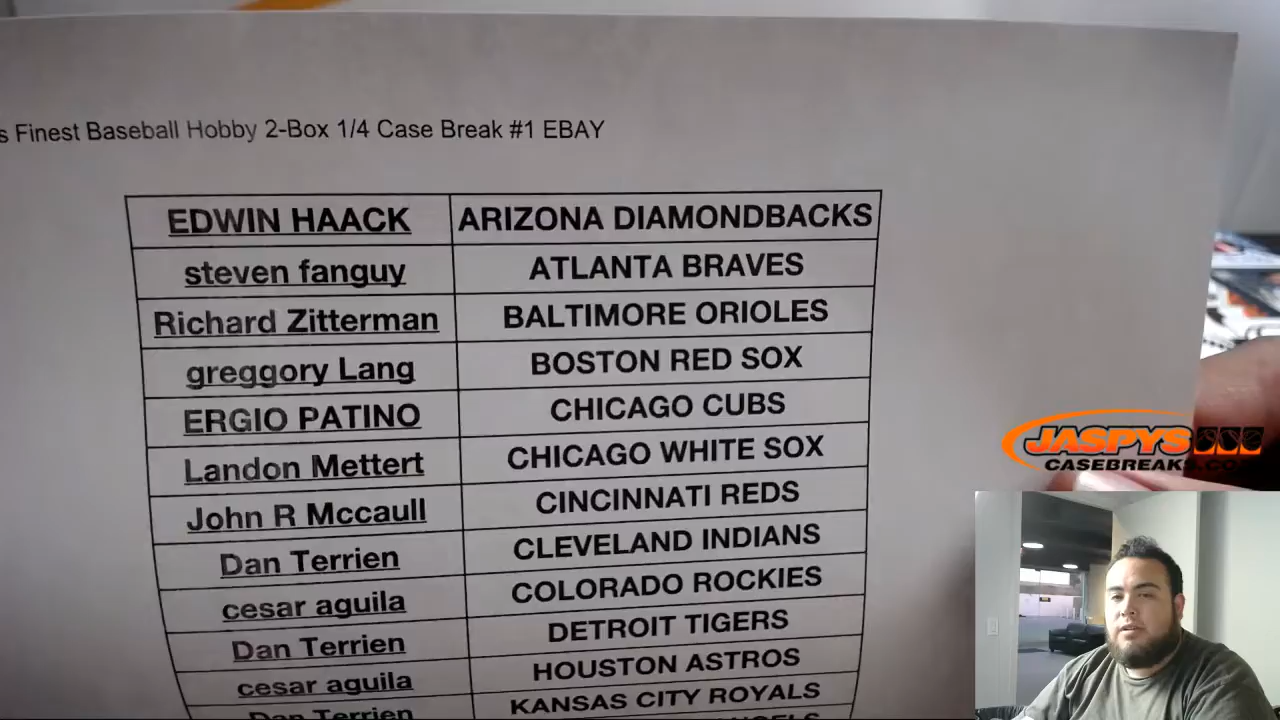 s Finest Baseball Hobby 2-Box 1/4 Case Break #1 EBAY
EDWIN HAACK ARIZONA DIAMONDBACKS
steven fanguy ATLANTA BRAVES
Richard Zitterman BALTIMORE ORIOLES
greggory Lang BOSTON RED SOX
ERGIO PATINO CHICAGO CUBS
Landon Mettert CHICAGO WHITE SOX
John R Mccaull CINCINNATI REDS
Dan Terrien CLEVELAND INDIANS
cesar aguila COLORADO ROCKIES
Dan Terrien DETROIT TIGERS
cesar aguila HOUSTON ASTROS
Dan Terrien KANSAS CITY ROYALS
JASPYS
CASEBREAKS.CO